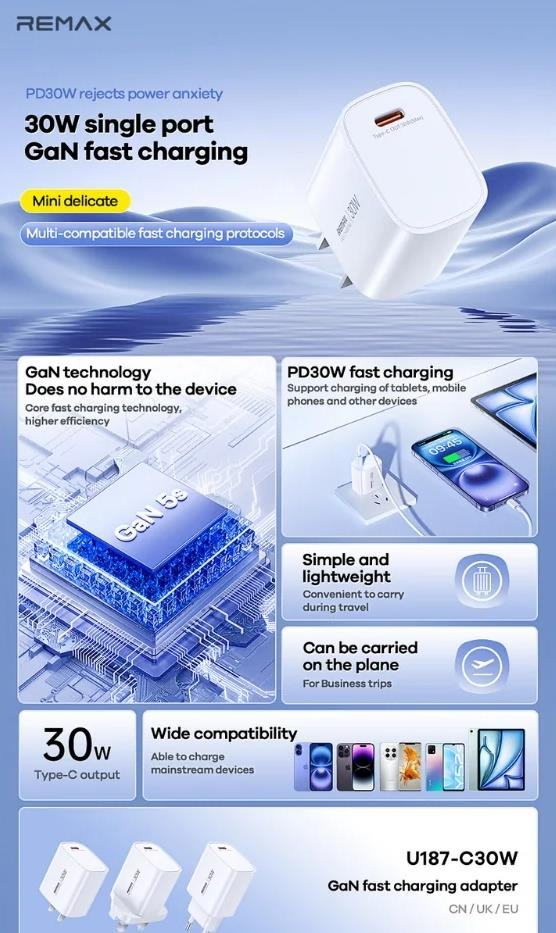 REMAX
PD30W rejects power anxiety
30W single port
GaN fast charging
Mini delicate
Multi-compatible fast charging protocols
30W
GaN technology
Does no harm to the device
Core fast charging technology,
higher efficiency
GaN 5s
PD30W fast charging
Support charging of tablets, mobile
phones and other devices
09:45
Simple and
lightweight
Convenient to carry
during travel
Can be carried
on the plane
For Business trips
30W
Type-C output
Wide compatibility
Able to charge
mainstream devices
U187-C30W
GaN fast charging adapter
CN / UK / EU